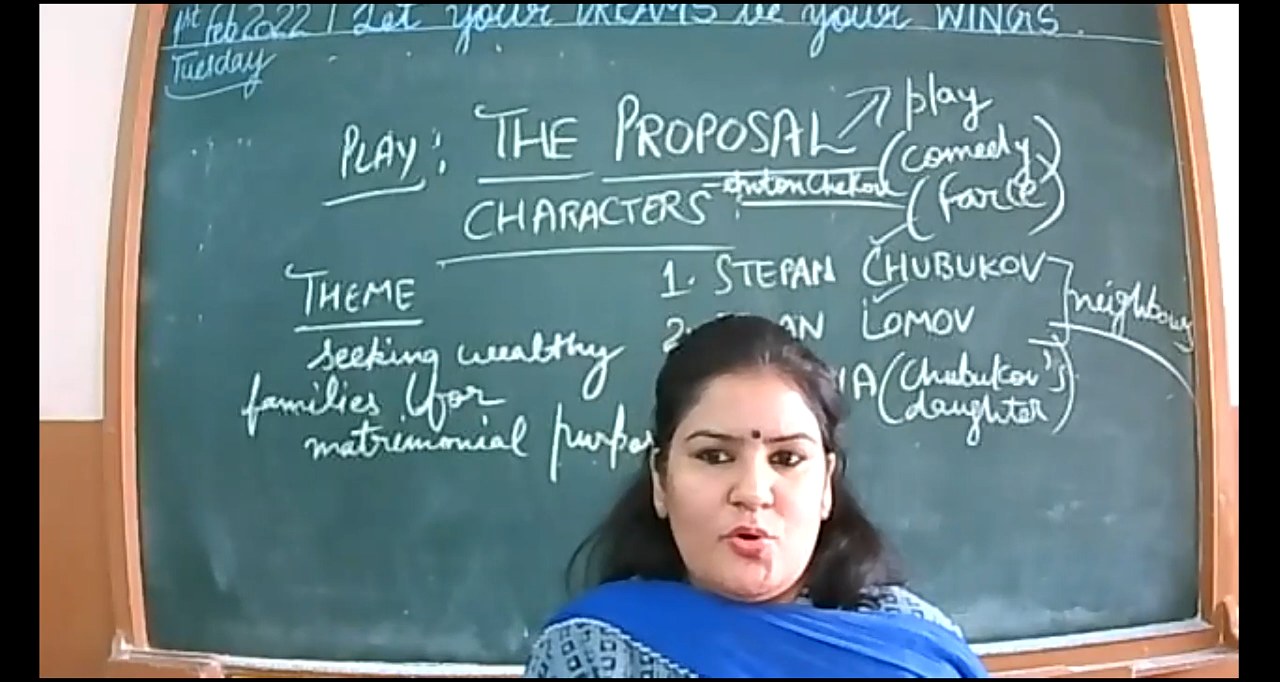 1st Feb 2022 | Let your DREAMS be your WINGS.
Tuesday
PLAY: THE PROPOSAL play
(comedy)
Anton Chekov (Farce)
CHARACTERS
THEME
seeking wealthy
families for
matrimonial
1. STEPAN CHUBUKOV
2. LOMOV
neighbours
(Chubukov's
daughter)